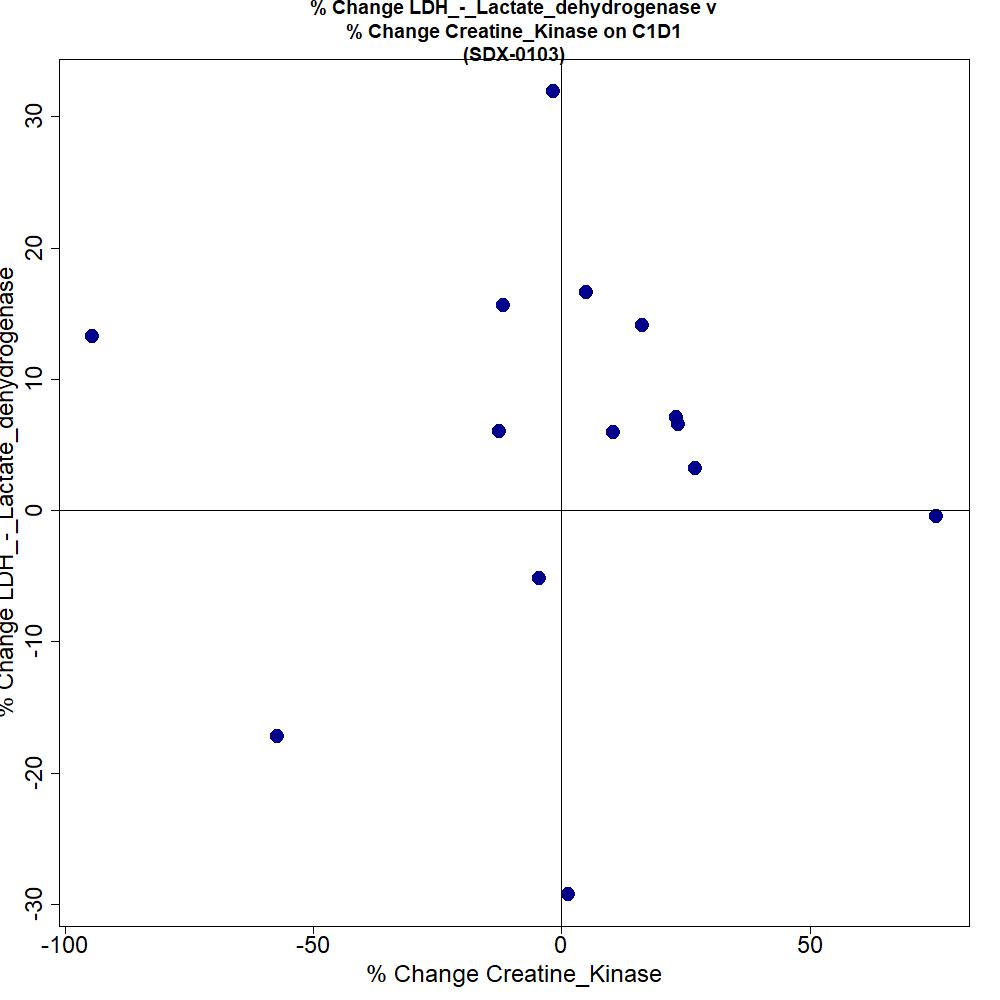 % Change LDH_-_Lactate_dehydrogenase v
% Change Creatine_Kinase on C1D1
(SDX-0103)
% Change LDH_-_Lactate_dehydrogenase
30
20
10
0
-10
-20
-30
-100 -50 0 50
% Change Creatine_Kinase